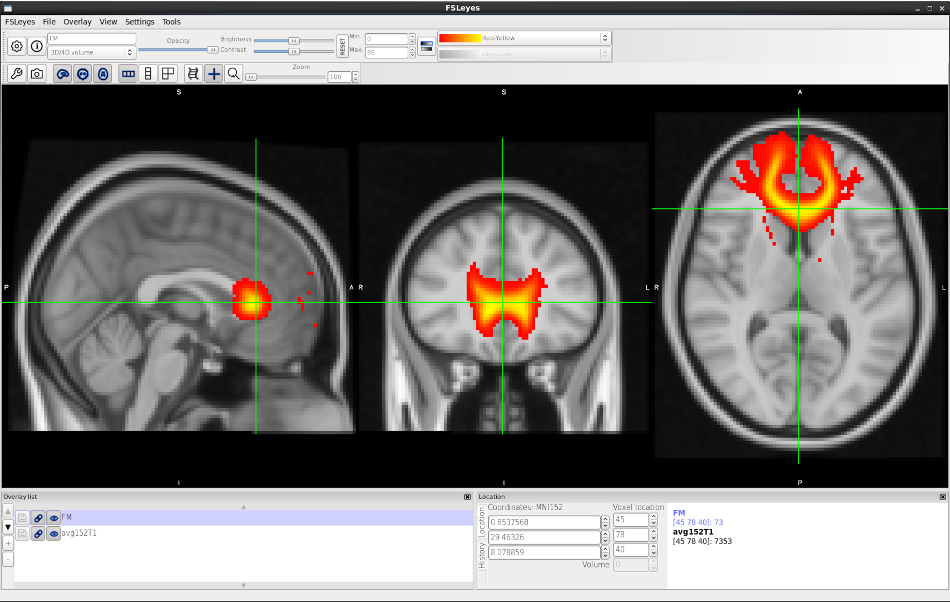 FSLeyes
FSLeyes File Overlay View Settings Tools
FM
3D/4D volume
Opacity
Brightness
Contrast
RESET
Min. 0
Max. 86
Red-Yellow
Greyscale
Zoom
100
S S A
P A R L R L
I I P
Overlay list
FM
avg152T1
Location
Location
History
Coordinates: MNI152
0.8537568
29.46326
8.078859
Voxel location
45
78
40
Volume 0
FM
[45 78 40]: 73
avg152T1
[45 78 40]: 7353